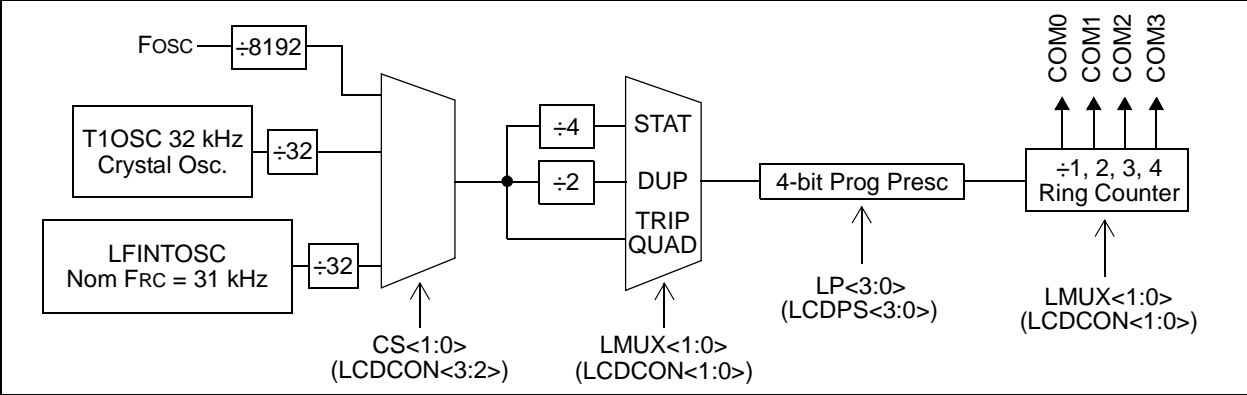 FOSC
÷8192
COM0
COM1
COM2
COM3
T1OSC 32 kHz
Crystal Osc.
÷32
÷4
STAT
÷2
DUP
TRIP
QUAD
4-bit Prog Presc
÷1, 2, 3, 4
Ring Counter
LFINTOSC
Nom FRC = 31 kHz
÷32
CS<1:0>
(LCDCON<3:2>)
LMUX<1:0>
(LCDCON<1:0>)
LP<3:0>
(LCDPS<3:0>)
LMUX<1:0>
(LCDCON<1:0>)